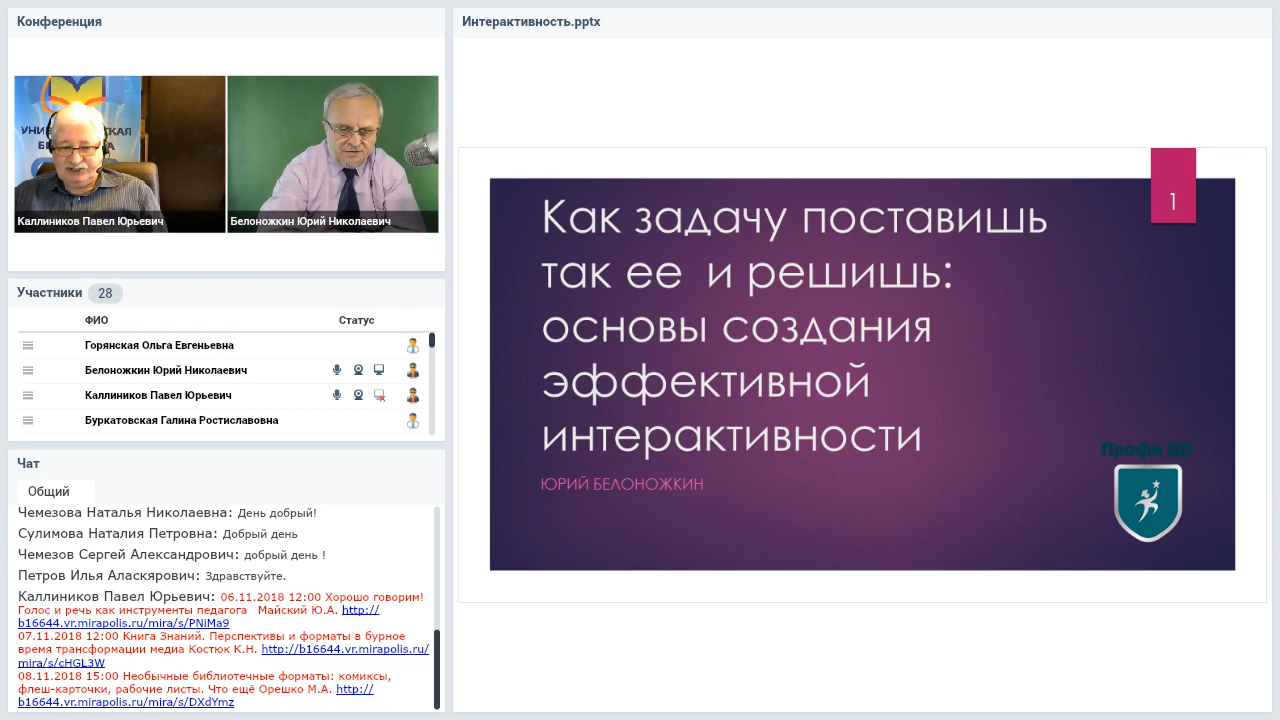 Конференция
УНИ
СКАЯ
Каллиников Павел Юрьевич
Белоножкин Юрий Николаевич
Участники 28
ФИО Статус
Горянская Ольга Евгеньевна
Белоножкин Юрий Николаевич
Каллиников Павел Юрьевич
Буркатовская Галина Ростиславовна
Чат
Общий
Чемезова Наталья Николаевна: День добрый!
Сулимова Наталия Петровна: Добрый день
Чемезов Сергей Александрович: добрый день !
Петров Илья Аласкярович: Здравствуйте.
Каллиников Павел Юрьевич: 06.11.2018 12:00 Хорошо говорим!
Голос и речь как инструменты педагога Майский Ю.А. http://
b16644.vr.mirapolis.ru/mira/s/PNiMa9
07.11.2018 12:00 Книга Знаний. Перспективы и форматы в бурное
время трансформации медиа Костюк К.Н. http://b16644.vr.mirapolis.ru/
mira/s/cHGL3W
08.11.2018 15:00 Необычные библиотечные форматы: комиксы,
флеш-карточки, рабочие листы. Что ещё Орешко М.А. http://
b16644.vr.mirapolis.ru/mira/s/DXdYmz
Интерактивность.pptx
1
Как задачу поставишь
так ее и решишь:
основы создания
эффективной
интерактивности
ЮРИЙ БЕЛОНОЖКИН
Профи ДО